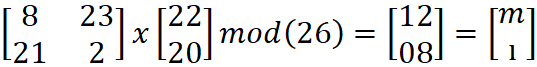 [8 23 21 2] x [22 20] mod(26) = [12 08] = [m ı]